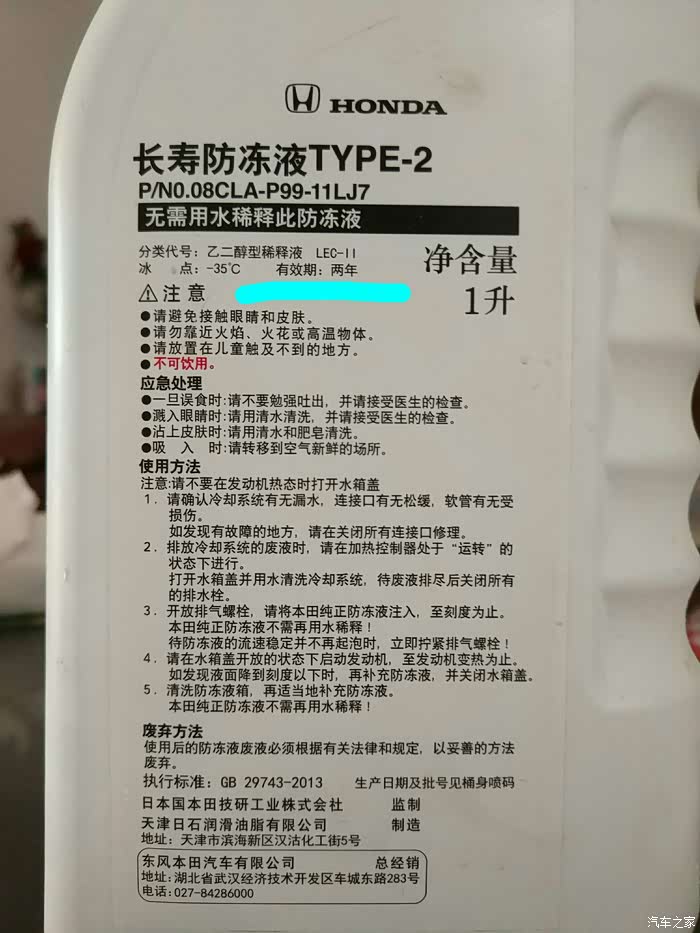 HONDA
长寿防冻液TYPE-2
P/N0.08CLA-P99-11LJ7
无需用水稀释此防冻液
分类代号：乙二醇型稀释液 LEC-II
冰 点：-35℃ 有效期：两年
净含量
1升
注意
●请避免接触眼睛和皮肤。
●请勿靠近火焰、火花或高温物体。
●请放置在儿童触及不到的地方。
●不可饮用。
应急处理
●一旦误食时:请不要勉强吐出，并请接受医生的检查。
●溅入眼睛时:请用清水清洗，并请接受医生的检查。
●沾上皮肤时:请用清水和肥皂清洗。
●吸 入 时:请转移到空气新鲜的场所。
使用方法
注意:请不要在发动机热态时打开水箱盖
1．请确认冷却系统有无漏水，连接口有无松缓，软管有无受
损伤。
如发现有故障的地方，请在关闭所有连接口修理。
2．排放冷却系统的废液时，请在加热控制器处于“运转”的
状态下进行。
打开水箱盖并用水清洗冷却系统，待废液排尽后关闭所有
的排水栓。
3．开放排气螺栓，请将本田纯正防冻液注入，至刻度为止。
本田纯正防冻液不需再用水稀释！
待防冻液的流速稳定并不再起泡时，立即拧紧排气螺栓！
4．请在水箱盖开放的状态下启动发动机，至发动机变热为止。
如发现液面降到刻度以下时，再补充防冻液，并关闭水箱盖。
5．清洗防冻液箱，再适当地补充防冻液。
本田纯正防冻液不需再用水稀释！
废弃方法
使用后的防冻液废液必须根据有关法律和规定，以妥善的方法
废弃。
执行标准：GB 29743-2013 生产日期及批号见桶身喷码
日本国本田技研工业株式会社 监制
天津日石润滑油脂有限公司 制造
地址：天津市滨海新区汉沽化工街5号
东风本田汽车有限公司 总经销
地址:湖北省武汉经济技术开发区车城东路283号
电话:027-84286000
汽车之家